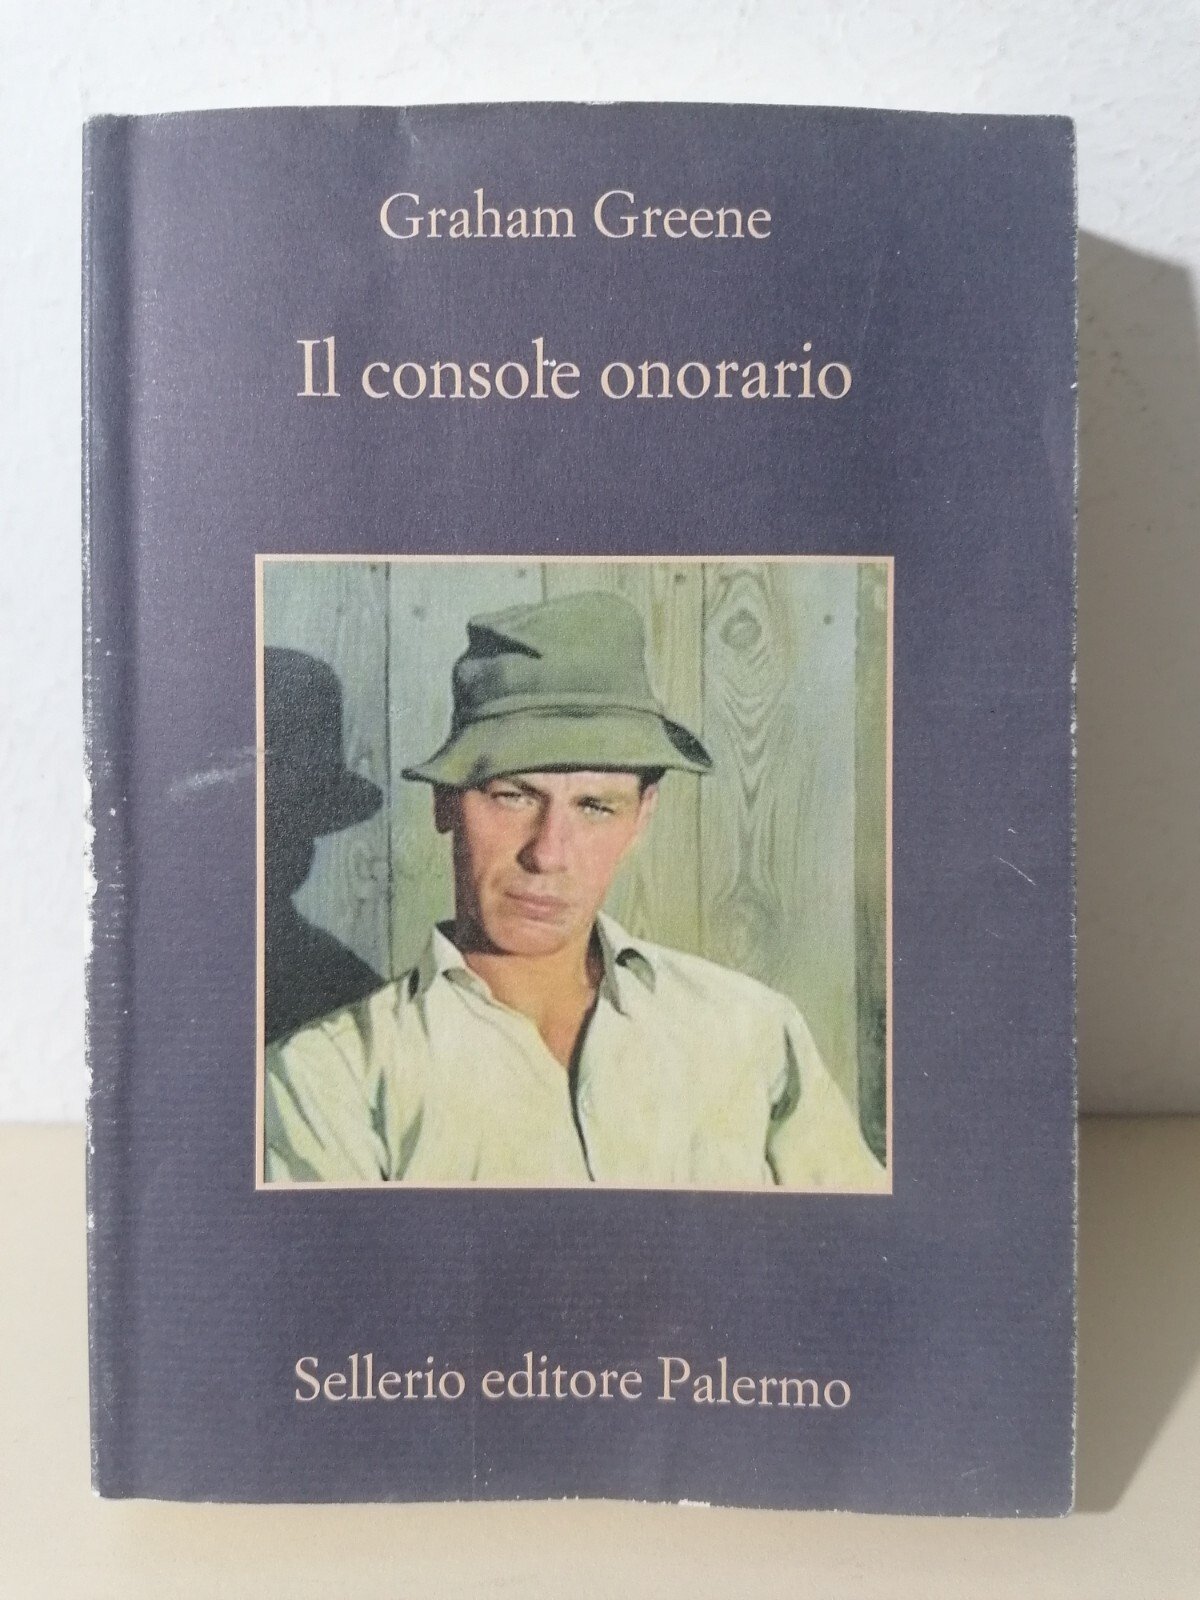 Graham Greene
Il console onorario
Sellerio editore Palermo